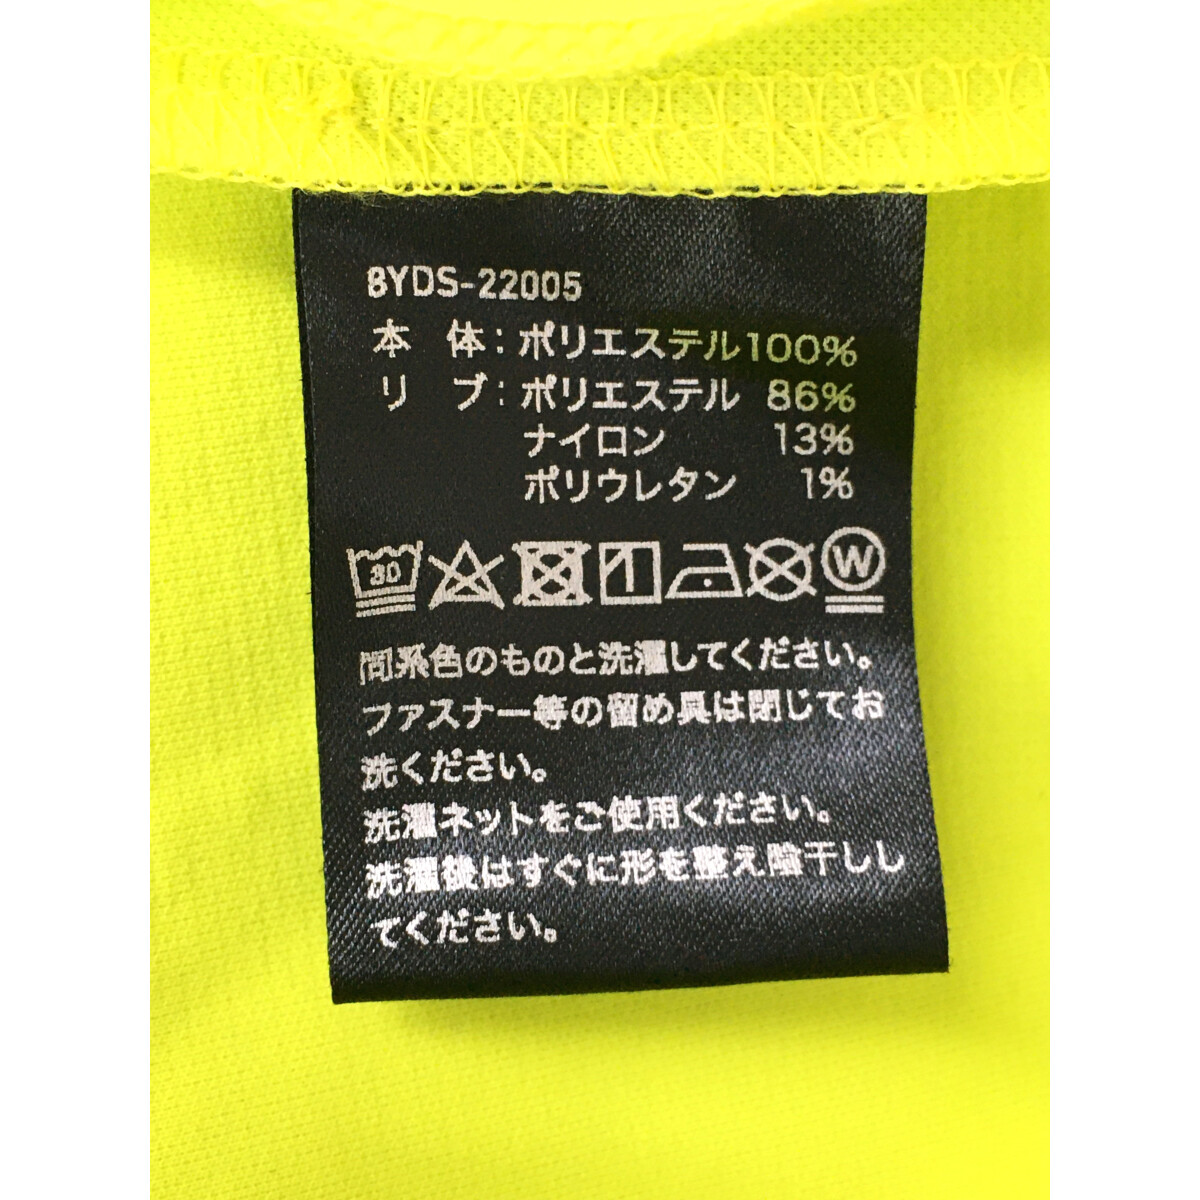 8YDS-22005
本 体:ポリエステル100%
リ ブ:ポリエステル 86%
ナイロン 13%
ポリウレタン 1%
30 W
同系色のものと洗濯してください。
ファスナー等の留め具は閉じてお
洗ください。
洗濯ネットをご使用ください。
洗濯後はすぐに形を整え陰干しし
てください。